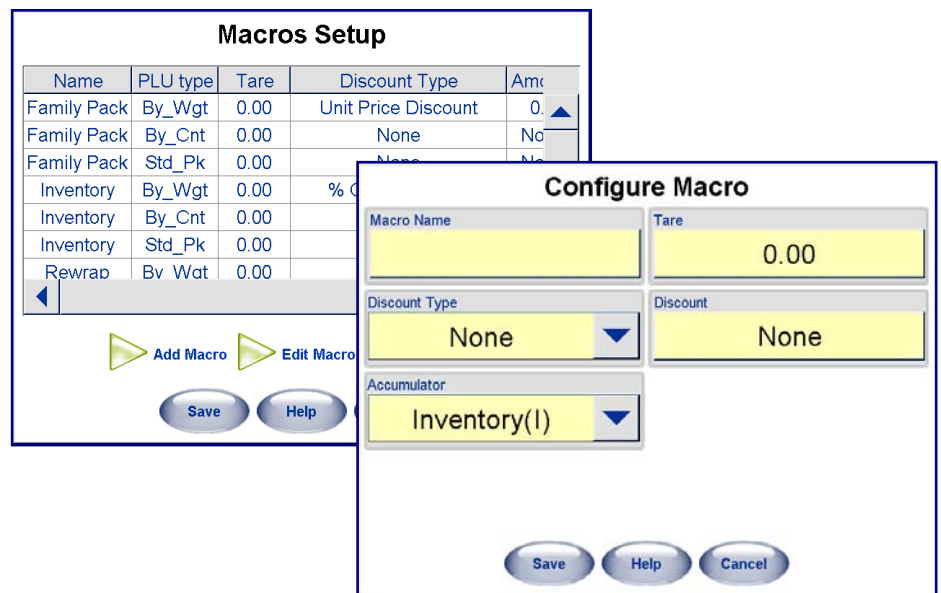 Macros Setup
Name PLU type Tare Discount Type
Family Pack By_Wgt 0.00 Unit Price Discount 0.
Family Pack By_Cnt 0.00 None
Family Pack Std_Pk 0.00 None
Inventory By_Wgt 0.00 %
Inventory By_Cnt 0.00
Inventory Std_Pk 0.00
Rewrap By_Wgt 0.00
Add Macro Edit Macro
Save Help
Configure Macro
Macro Name Tare
0.00
Discount Type Discount
None None
Accumulator
Inventory(I)
Save Help Cancel